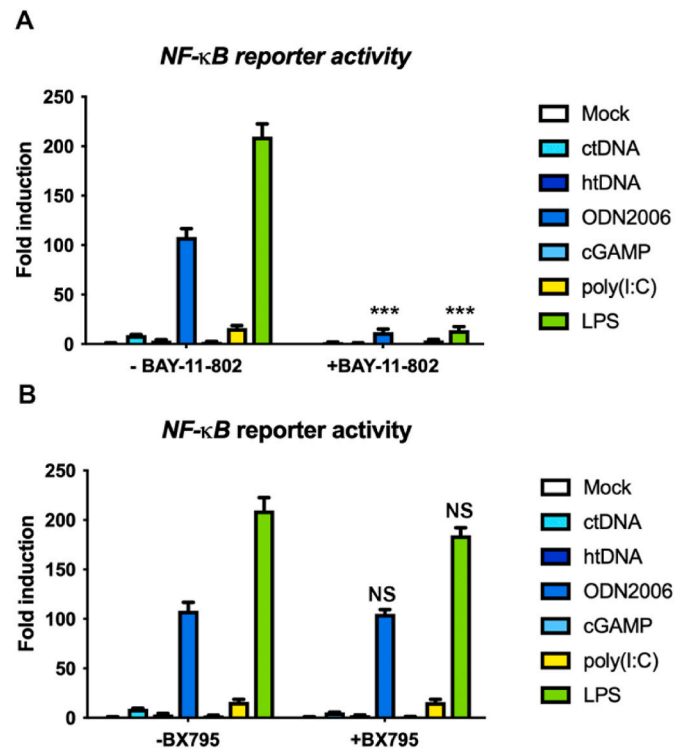 A
NF-κB reporter activity
Fold induction
250
200
150
100
50
0
*** ***
- BAY-11-802 +BAY-11-802
Mock
ctDNA
htDNA
ODN2006
cGAMP
poly(I:C)
LPS
B
NF-κB reporter activity
Fold induction
250
200
150
100
50
0
NS
NS
-BX795 +BX795
Mock
ctDNA
htDNA
ODN2006
cGAMP
poly(I:C)
LPS